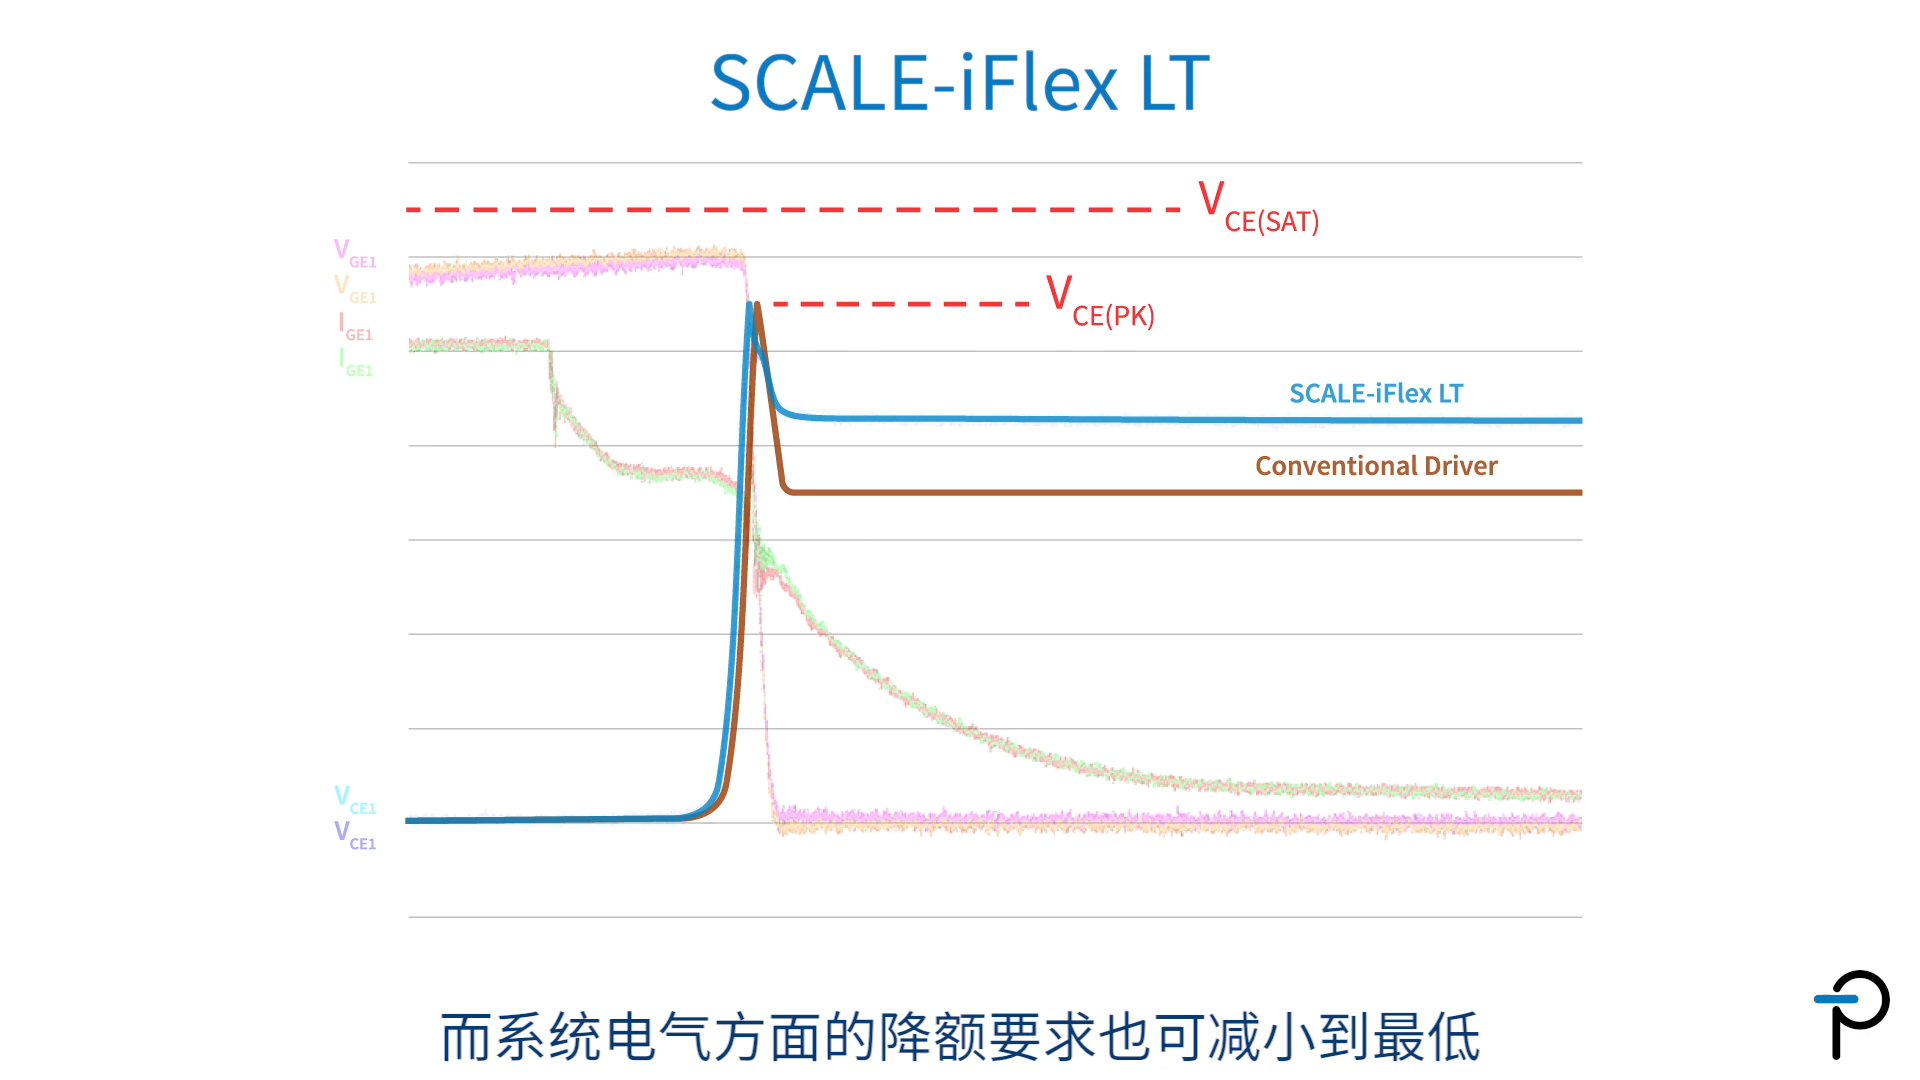 SCALE-iFlex LT
VCE(SAT)
VGE1
VGE1
VCE(PK)
IGE1
IGE1
SCALE-iFlex LT
Conventional Driver
VCE1
VCE1
而系统电气方面的降额要求也可减小到最低